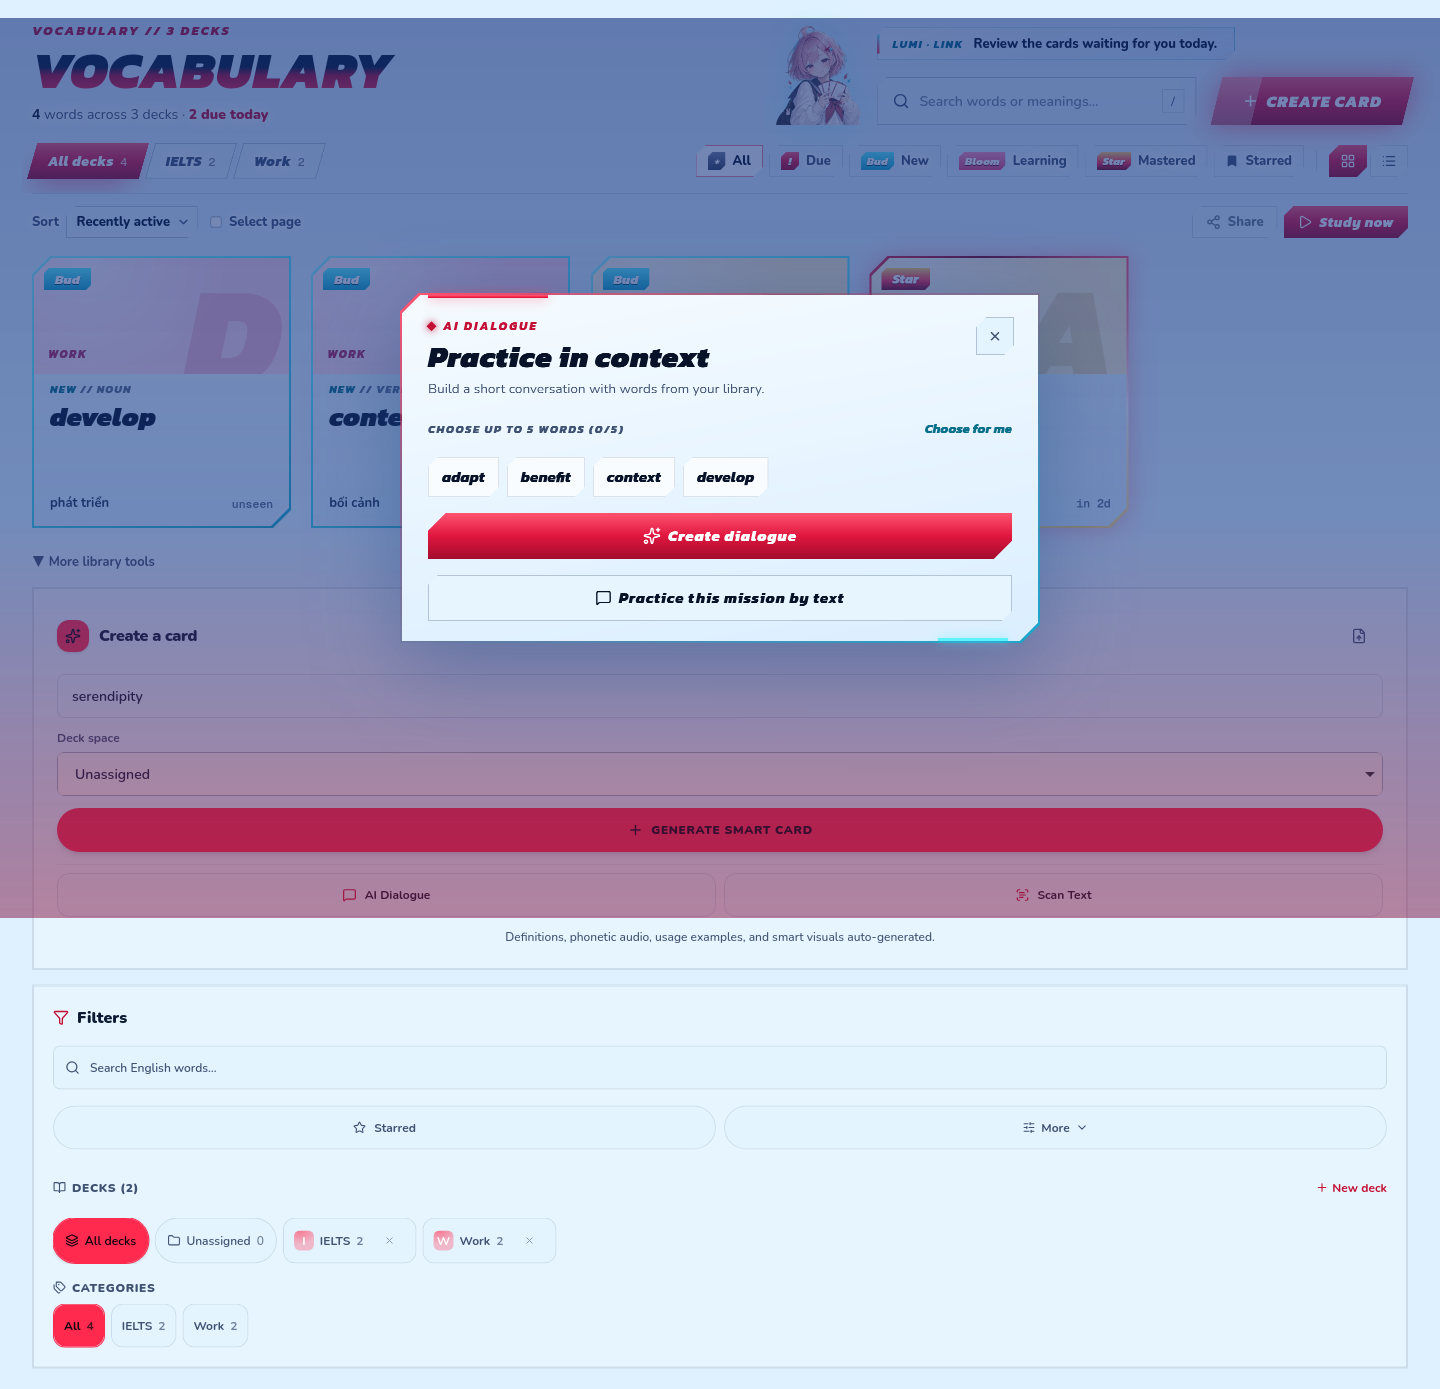 VOCABULARY // 3 DECKS
VOCABULARY
4 words across 3 decks · 2 due today
LUMI · LINK Review the cards waiting for you today.
Search words or meanings... /
+ CREATE CARD
All decks 4 IELTS 2 Work 2
All ! Due Bud New Bloom Learning Star Mastered Starred
Sort Recently active Select page
Share Study now
Bud
D
WORK
NEW // NOUN
develop
phát triển unseen
Bud
WORK
NEW // VER
conte
bối cảnh
Bud
Star
A
in 2d
AI DIALOGUE
Practice in context
Build a short conversation with words from your library.
CHOOSE UP TO 5 WORDS (0/5) Choose for me
adapt benefit context develop
Create dialogue
Practice this mission by text
▼ More library tools
Create a card
serendipity
Deck space
Unassigned
+ GENERATE SMART CARD
AI Dialogue Scan Text
Definitions, phonetic audio, usage examples, and smart visuals auto-generated.
Filters
Search English words...
Starred More
DECKS (2) + New deck
All decks Unassigned 0 I IELTS 2 × W Work 2 ×
CATEGORIES
All 4 IELTS 2 Work 2